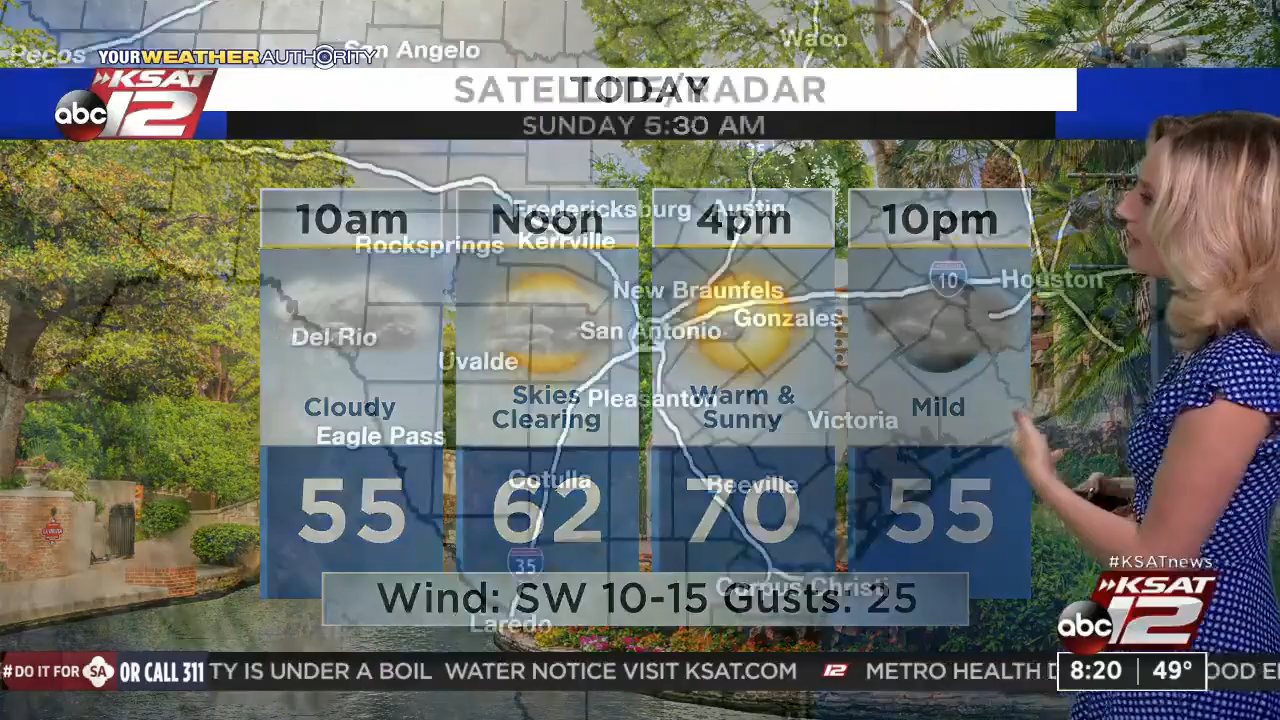 Pecos
San Angelo
Waco
YOURWEATHERAUTHORITY
KSAT
abc 12
SATELLITE/RADAR
TODAY
SUNDAY 5:30 AM
10am
Noon
4pm
10pm
Fredericksburg
Austin
Rocksprings
Kerrville
10
Houston
New Braunfels
Gonzales
San Antonio
Del Rio
Uvalde
Cloudy
Skies
Clearing
Warm &
Sunny
Mild
Pleasanton
Victoria
Eagle Pass
Cotulla
Beeville
55
62
70
55
35
Corpus Christi
Wind: SW 10-15 Gusts: 25
Laredo
#KSATnews
KSAT
abc 12
#DO IT FOR SA OR CALL 311 TY IS UNDER A BOIL WATER NOTICE VISIT KSAT.COM 12 METRO HEALTH
8:20 49°